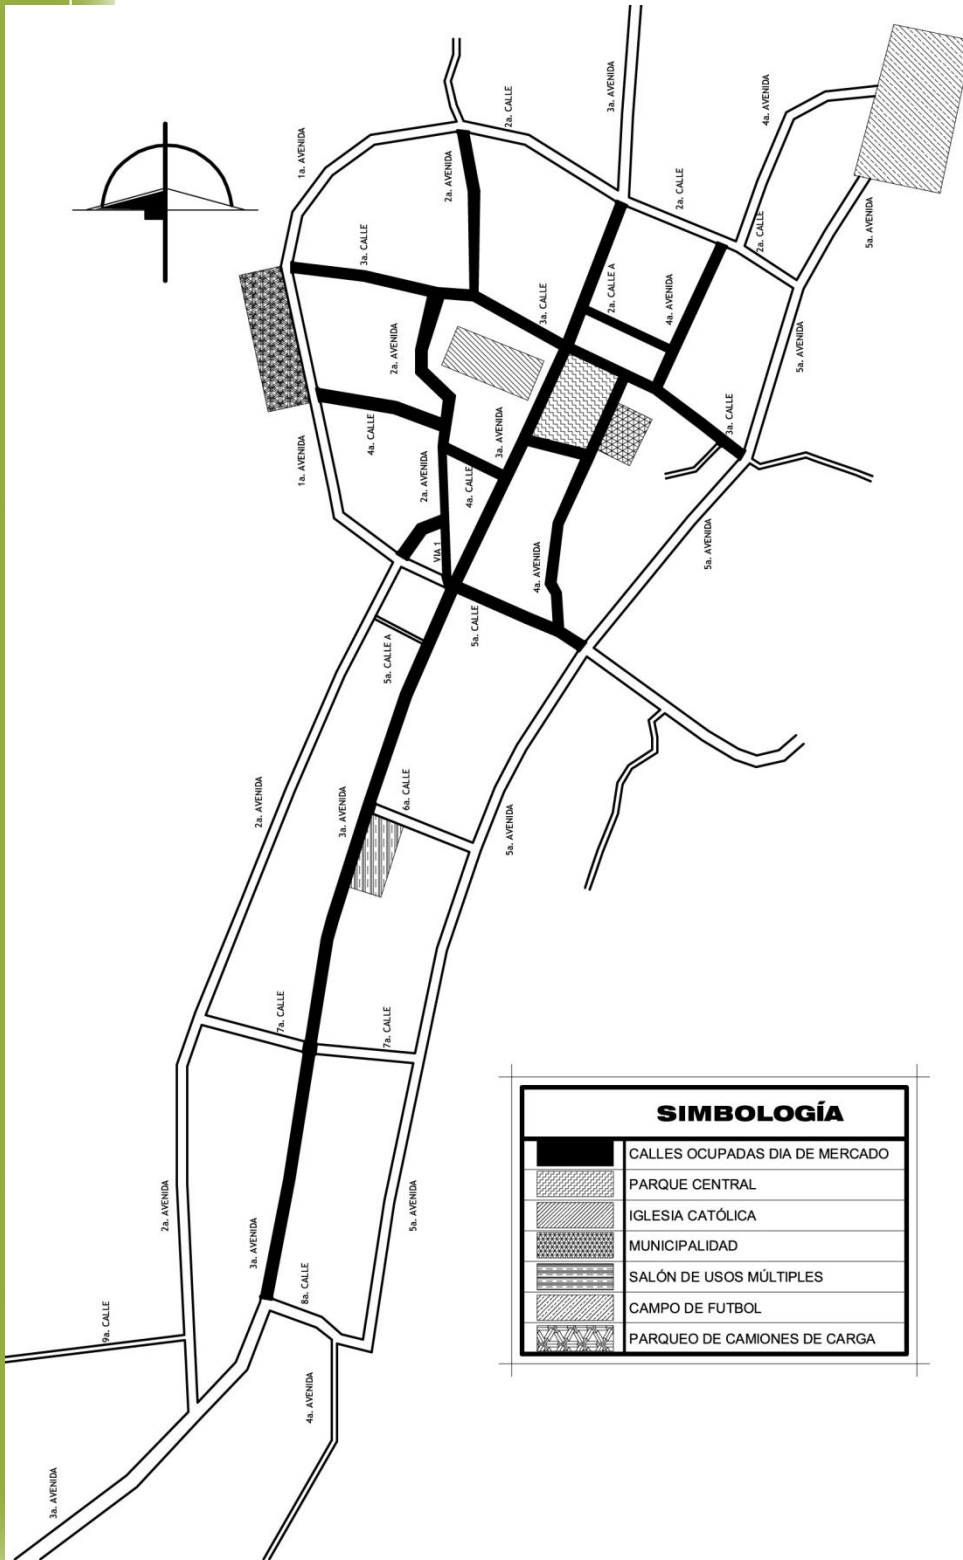 2a. CALLE
3a. AVENIDA
4a. AVENIDA
1a. AVENIDA
2a. AVENIDA
2a. CALLE
2a. CALLE
5a. AVENIDA
3a. CALLE
2a. CALLE A
4a. AVENIDA
3a. CALLE
2a. AVENIDA
5a. AVENIDA
3a. AVENIDA
3a. CALLE
4a. CALLE
1a. AVENIDA
2a. AVENIDA
4a. CALLE
VIA 1
4a. AVENIDA
5a. AVENIDA
5a. CALLE
5a. CALLE A
2a. AVENIDA
3a. AVENIDA
6a. CALLE
5a. AVENIDA
7a. CALLE
7a. CALLE
2a. AVENIDA
5a. AVENIDA
3a. AVENIDA
8a. CALLE
9a. CALLE
4a. AVENIDA
3a. AVENIDA
SIMBOLOGÍA
CALLES OCUPADAS DIA DE MERCADO
PARQUE CENTRAL
IGLESIA CATÓLICA
MUNICIPALIDAD
SALÓN DE USOS MÚLTIPLES
CAMPO DE FUTBOL
PARQUEO DE CAMIONES DE CARGA